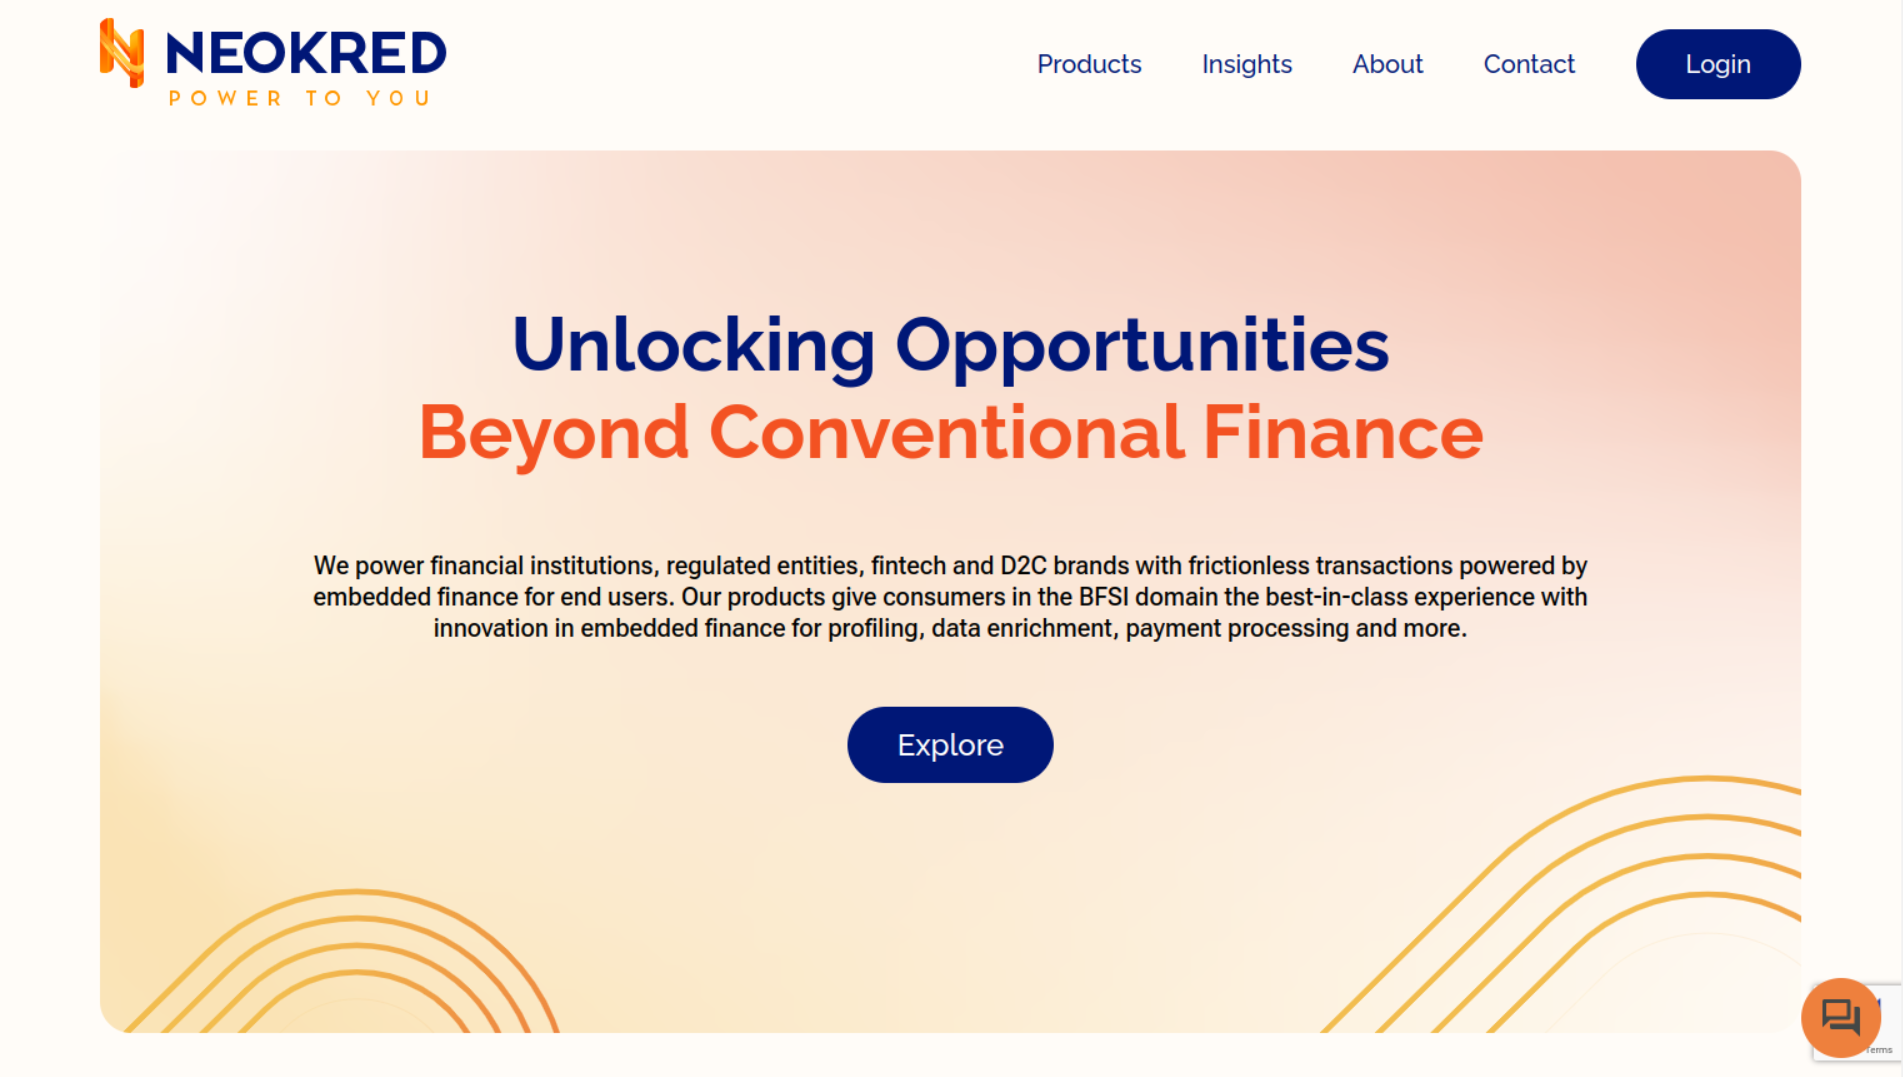 NEOKRED
POWER TO YOU
Products
Insights
About
Contact
Login
Unlocking Opportunities
Beyond Conventional Finance
We power financial institutions, regulated entities, fintech and D2C brands with frictionless transactions powered by
embedded finance for end users. Our products give consumers in the BFSI domain the best-in-class experience with
innovation in embedded finance for profiling, data enrichment, payment processing and more.
Explore
Terms